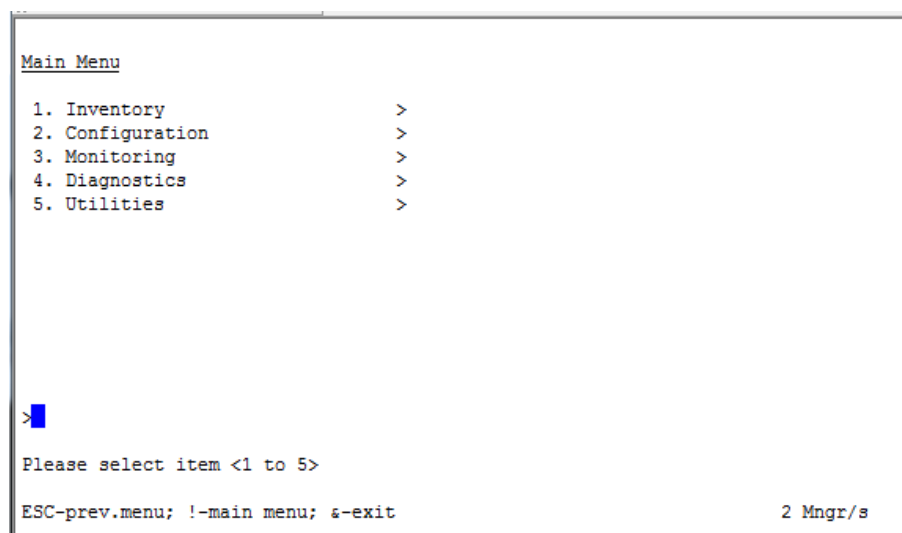 Main Menu
1. Inventory >
2. Configuration >
3. Monitoring >
4. Diagnostics >
5. Utilities >
>
Please select item <1 to 5>
ESC-prev.menu; !-main menu; &-exit 2 Mngr/s